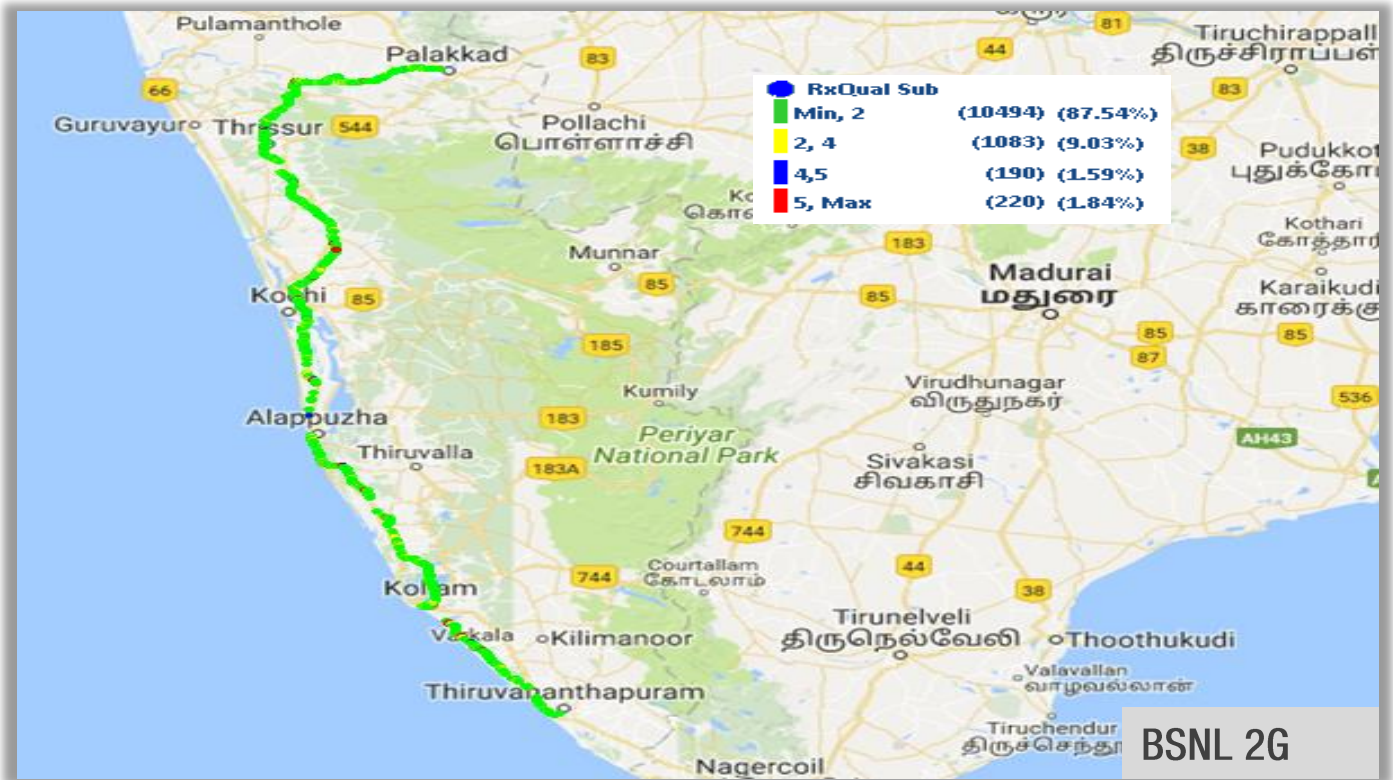 Pulamanthole
Palakkad
66
83
44
81
Tiruchirappall
திருச்சிராப்பள்
83
Guruvayur
Thrissur
544
Pollachi
பொள்ளாச்சி
RxQual Sub
Min, 2 (10494) (87.54%)
2, 4 (1083) (9.03%)
4,5 (190) (1.59%)
5, Max (220) (1.84%)
38
Pudukkot
புதுக்கோ
Munnar
85
183
Kothari
கோத்தாரி
Kochi
85
Madurai
மதுரை
85
Karaikudi
காரைக்கு
185
85
87
85
Kumily
Virudhunagar
விருதுநகர்
536
Alappuzha
183
Thiruvalla
Periyar
National Park
183A
AH43
Sivakasi
சிவகாசி
744
Kollam
744
Courtallam
கோடலாம்
44
38
Varkala
Kilimanoor
Tirunelveli
திருநெல்வேலி
Thoothukudi
Thiruvananthapuram
Valavallan
வாழவல்லான்
Tiruchendur
திருச்செந்தூ
Nagercoil
BSNL 2G